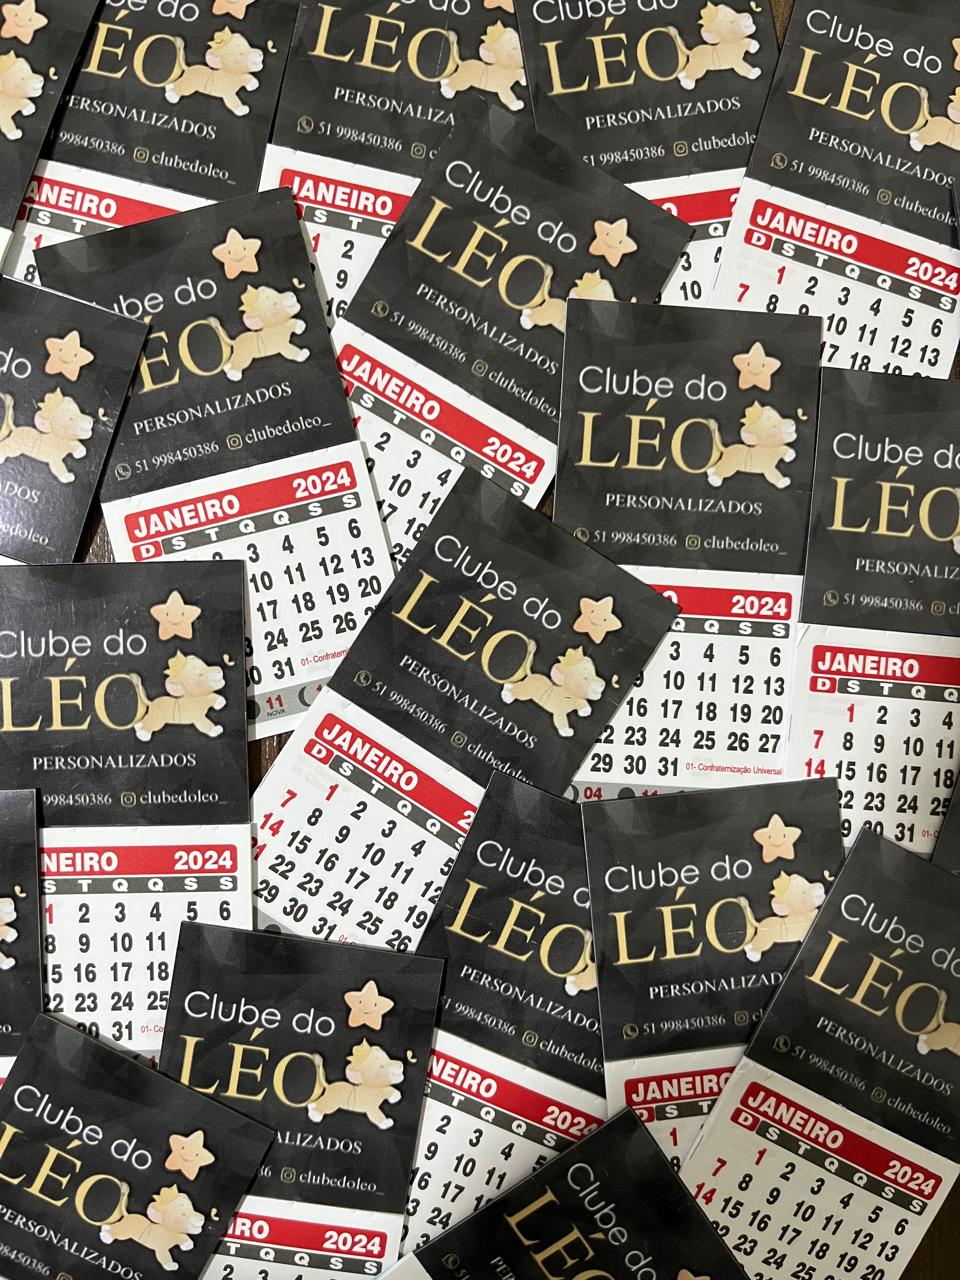 Clube do
LÉO
PERSONALIZADOS
51 998450386 clubedoleo_
JANEIRO 2024
D S T Q Q S S
1 2 3 4 5 6
7 8 9 10 11 12 13
14 15 16 17 18 19 20
21 22 23 24 25 26 27
28 29 30 31 01- Confraternização Universal